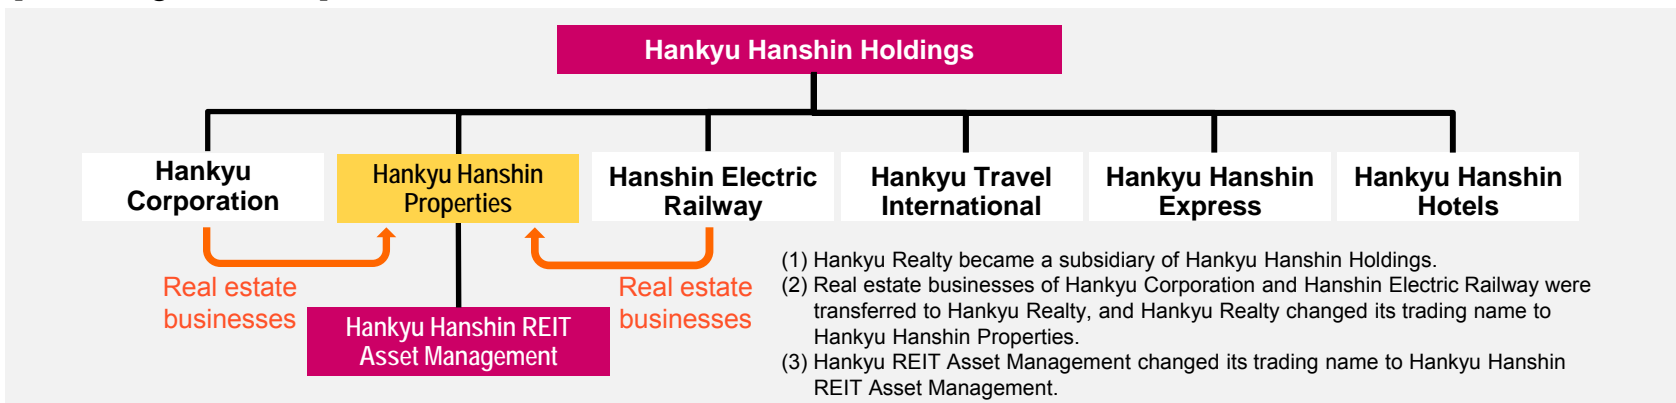 Hankyu Hanshin Holdings
Hankyu
Corporation
Hankyu Hanshin
Properties
Hanshin Electric
Railway
Hankyu Travel
International
Hankyu Hanshin
Express
Hankyu Hanshin
Hotels
Real estate
businesses
Real estate
businesses
Hankyu Hanshin REIT
Asset Management
(1) Hankyu Realty became a subsidiary of Hankyu Hanshin Holdings.
(2) Real estate businesses of Hankyu Corporation and Hanshin Electric Railway were
transferred to Hankyu Realty, and Hankyu Realty changed its trading name to
Hankyu Hanshin Properties.
(3) Hankyu REIT Asset Management changed its trading name to Hankyu Hanshin
REIT Asset Management.